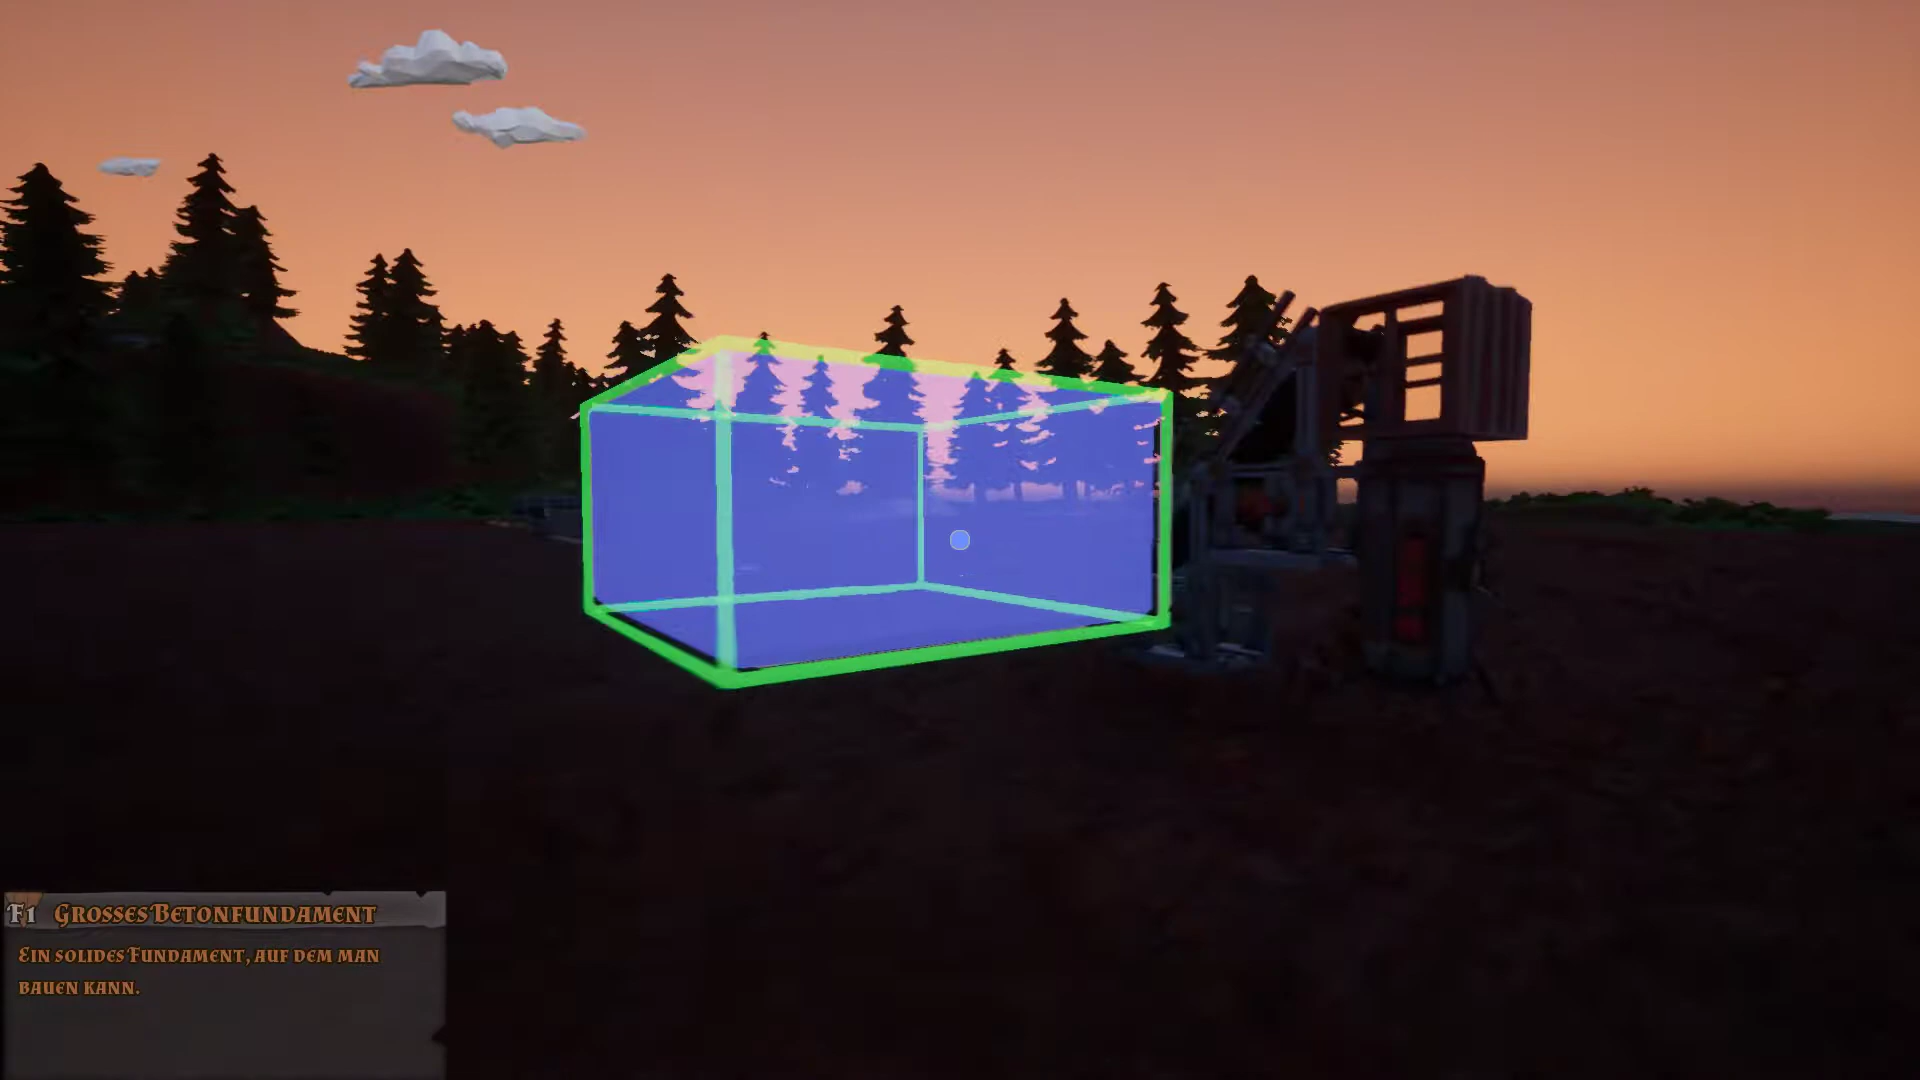 F1 Grosses Betonfundament
Ein solides Fundament, auf dem man
bauen kann.